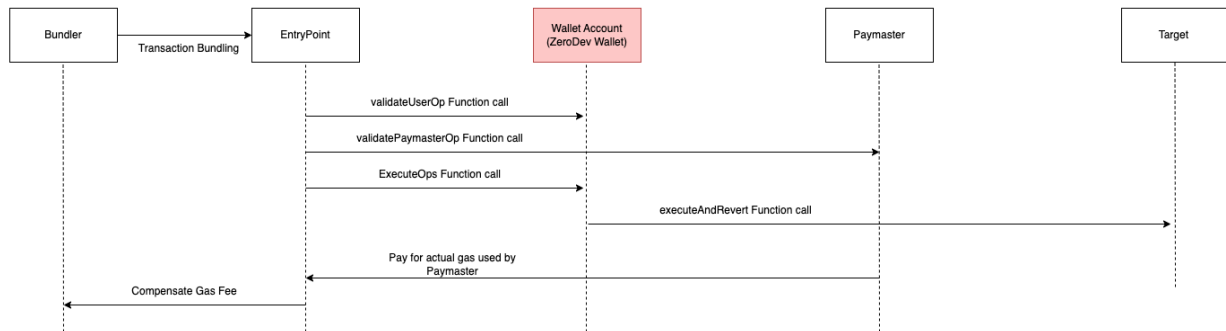 Bundler
Transaction Bundling
EntryPoint
Wallet Account
(ZeroDev Wallet)
Paymaster
Target
validateUserOp Function call
validatePaymasterOp Function call
ExecuteOps Function call
executeAndRevert Function call
Pay for actual gas used by
Paymaster
Compensate Gas Fee